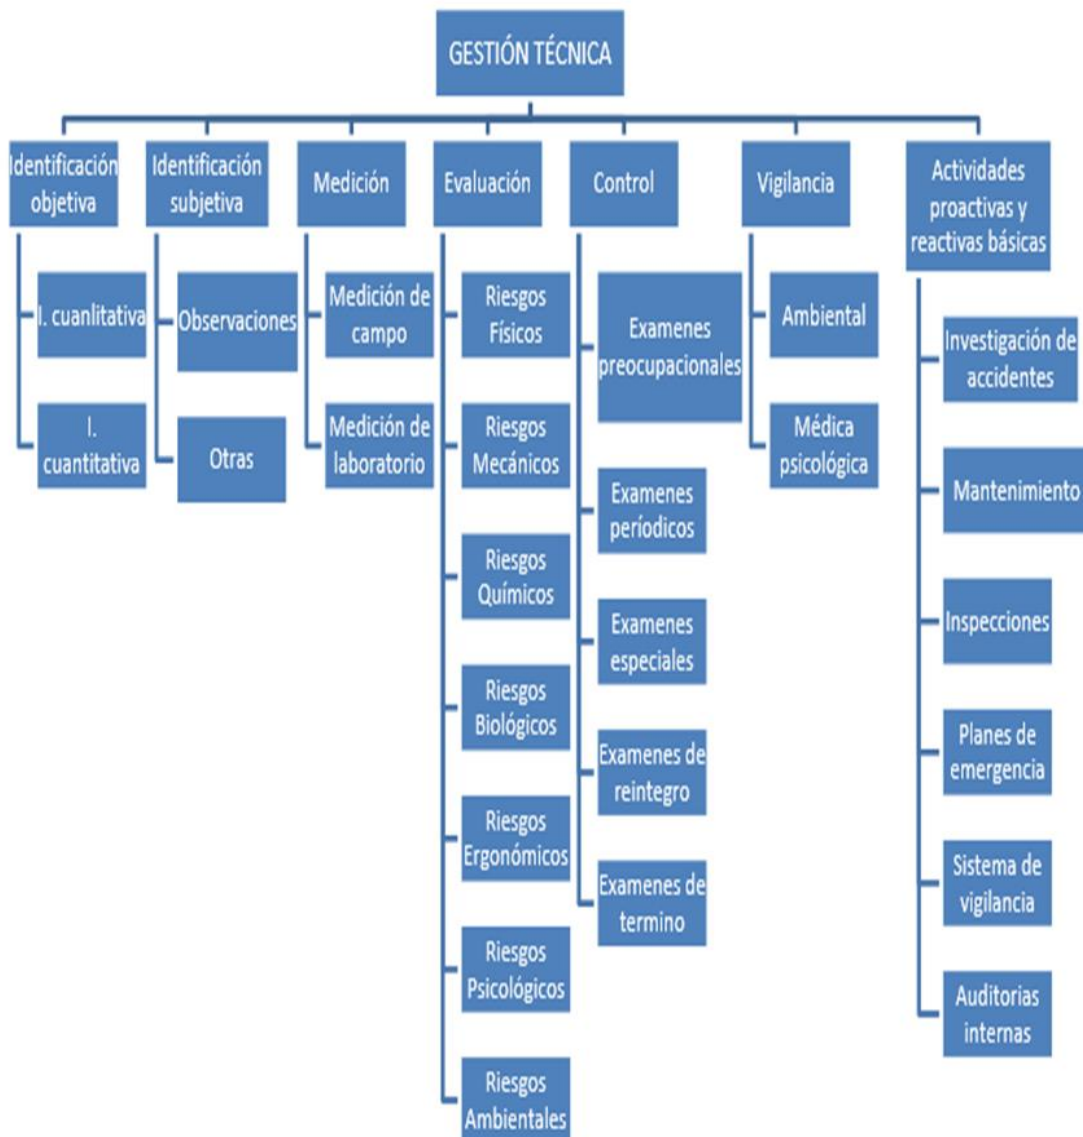 GESTIÓN TÉCNICA
Identificación
objetiva
I. cuanlitativa
I.
cuantitativa
Identificación
subjetiva
Observaciones
Otras
Medición
Medición de
campo
Medición de
laboratorio
Evaluación
Riesgos
Físicos
Riesgos
Mecánicos
Riesgos
Químicos
Riesgos
Biológicos
Riesgos
Ergonómicos
Riesgos
Psicológicos
Riesgos
Ambientales
Control
Examenes
preocupacionales
Examenes
períodicos
Examenes
especiales
Examenes de
reintegro
Examenes de
termino
Vigilancia
Ambiental
Médica
psicológica
Actividades
proactivas y
reactivas básicas
Investigación de
accidentes
Mantenimiento
Inspecciones
Planes de
emergencia
Sistema de
vigilancia
Auditorias
internas